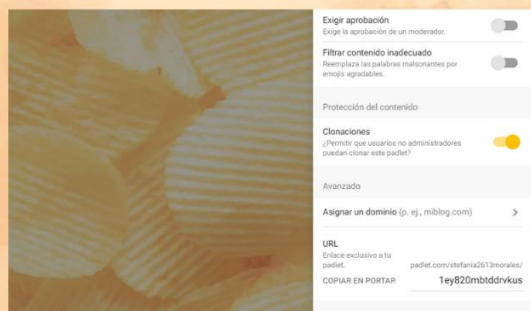 Exigir aprobación
Exige la aprobación de un moderador.
Filtrar contenido inadecuado
Reemplaza las palabras malsonantes por
emojis agradables.
Protección del contenido
Clonaciones
¿Permitir que usuarios no administradores
puedan clonar este padlet?
Avanzado
Asignar un dominio (p. ej., miblog.com)
URL
Enlace exclusivo a tu
padlet.
padlet.com/stefania2613morales/
COPIAR EN PORTAR
1ey820mbtddrvkus